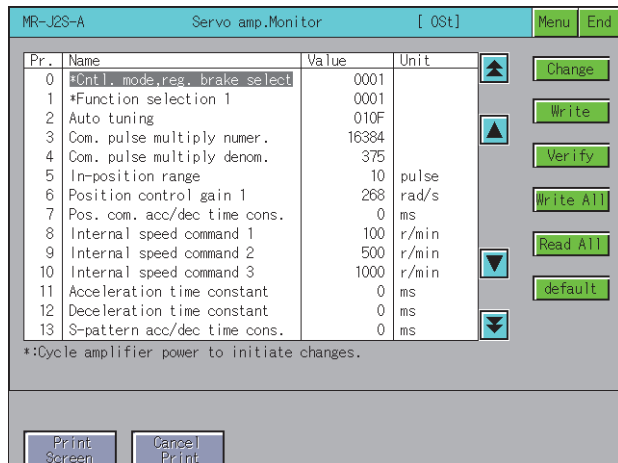 MR-J2S-A Servo amp.Monitor [ 0St] Menu End
Pr. Name Value Unit
0 *Cntl. mode,reg. brake select 0001
1 *Function selection 1 0001
2 Auto tuning 010F
3 Com. pulse multiply numer. 16384
4 Com. pulse multiply denom. 375
5 In-position range 10 pulse
6 Position control gain 1 268 rad/s
7 Pos. com. acc/dec time cons. 0 ms
8 Internal speed command 1 100 r/min
9 Internal speed command 2 500 r/min
10 Internal speed command 3 1000 r/min
11 Acceleration time constant 0 ms
12 Deceleration time constant 0 ms
13 S-pattern acc/dec time cons. 0 ms
*:Cycle amplifier power to initiate changes.
Change
Write
Verify
Write All
Read All
default
Print
Screen
Cancel
Print